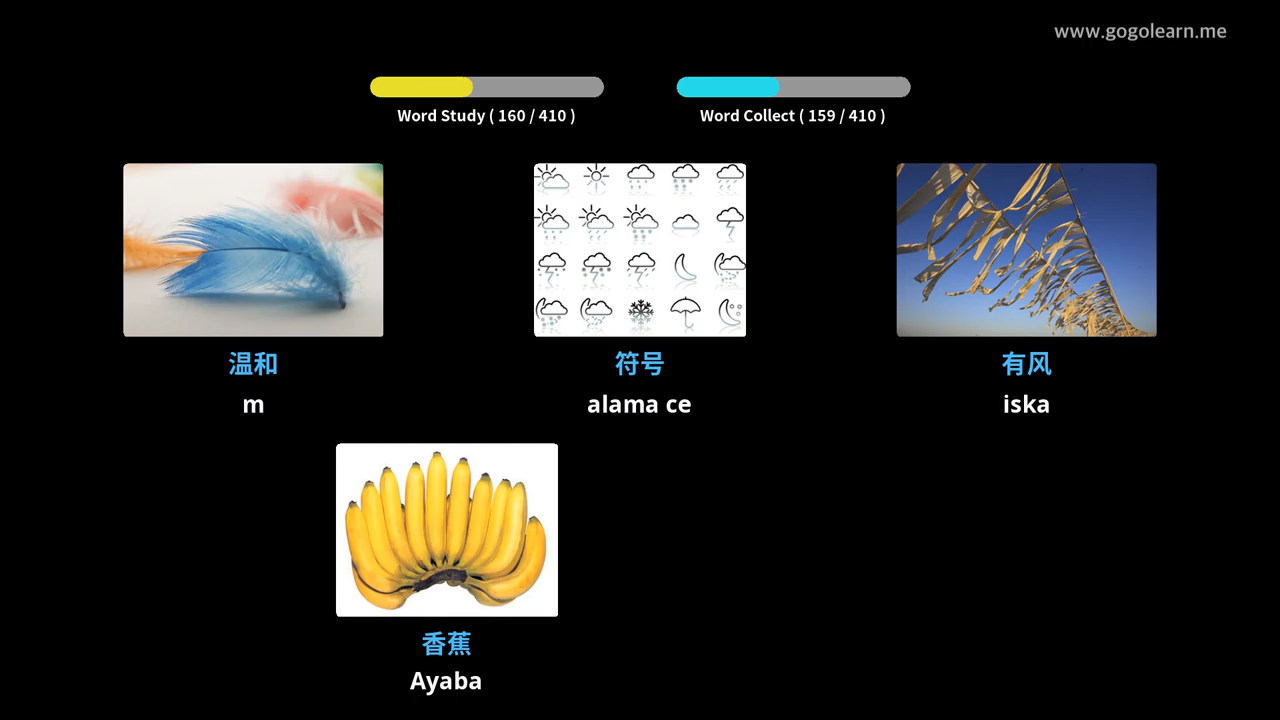 www.gogolearn.me
Word Study ( 160 / 410 )
Word Collect ( 159 / 410 )
温和
m
符号
alama ce
有风
iska
香蕉
Ayaba